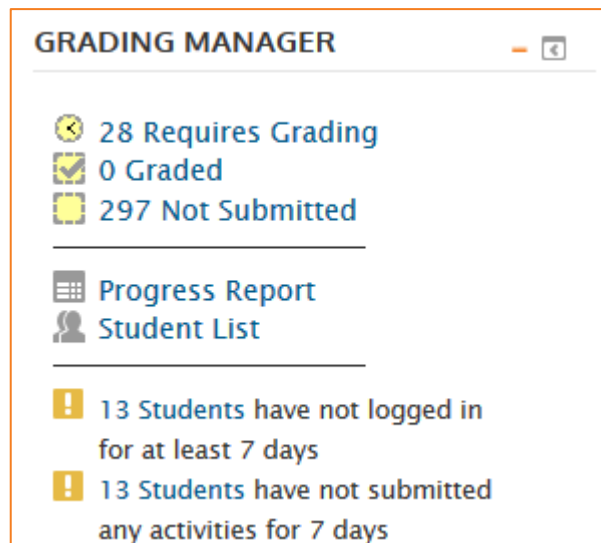 GRADING MANAGER
28 Requires Grading
0 Graded
297 Not Submitted
Progress Report
Student List
13 Students have not logged in
for at least 7 days
13 Students have not submitted
any activities for 7 days